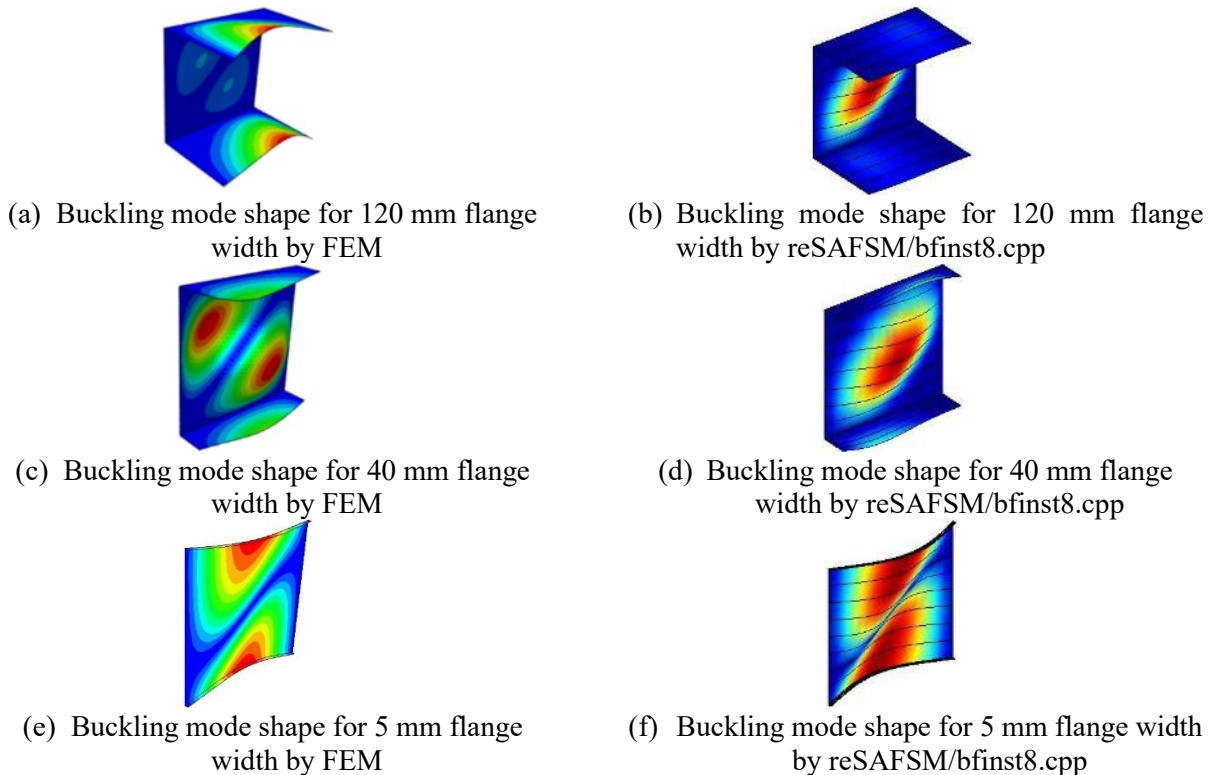 (a) Buckling mode shape for 120 mm flange
width by FEM
(b) Buckling mode shape for 120 mm flange
width by reSAFSM/bfinst8.cpp
(c) Buckling mode shape for 40 mm flange
width by FEM
(d) Buckling mode shape for 40 mm flange
width by reSAFSM/bfinst8.cpp
(e) Buckling mode shape for 5 mm flange
width by FEM
(f) Buckling mode shape for 5 mm flange width
by reSAFSM/bfinst8.cpp